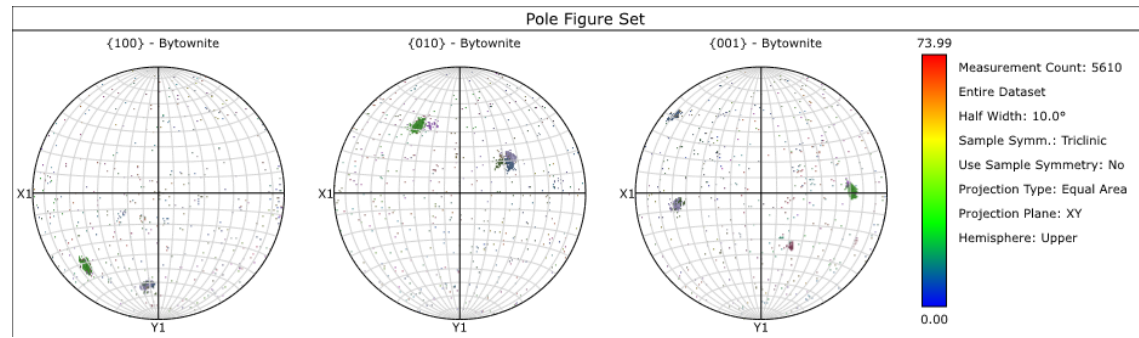 Pole Figure Set
{100} - Bytownite
{010} - Bytownite
{001} - Bytownite
73.99
Measurement Count: 5610
Entire Dataset
Half Width: 10.0°
Sample Symm.: Triclinic
Use Sample Symmetry: No
Projection Type: Equal Area
Projection Plane: XY
Hemisphere: Upper
X1
X1
X1
Y1
Y1
Y1
0.00